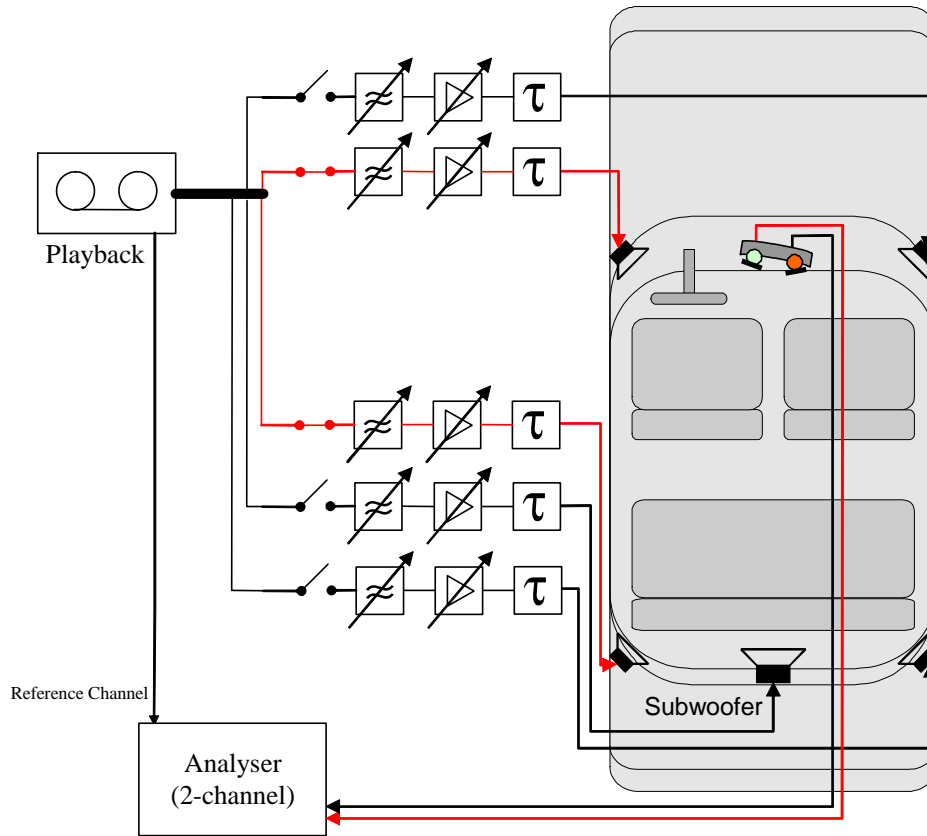 τ
τ
Playback
τ
τ
τ
Reference Channel
Subwoofer
Analyser
(2-channel)